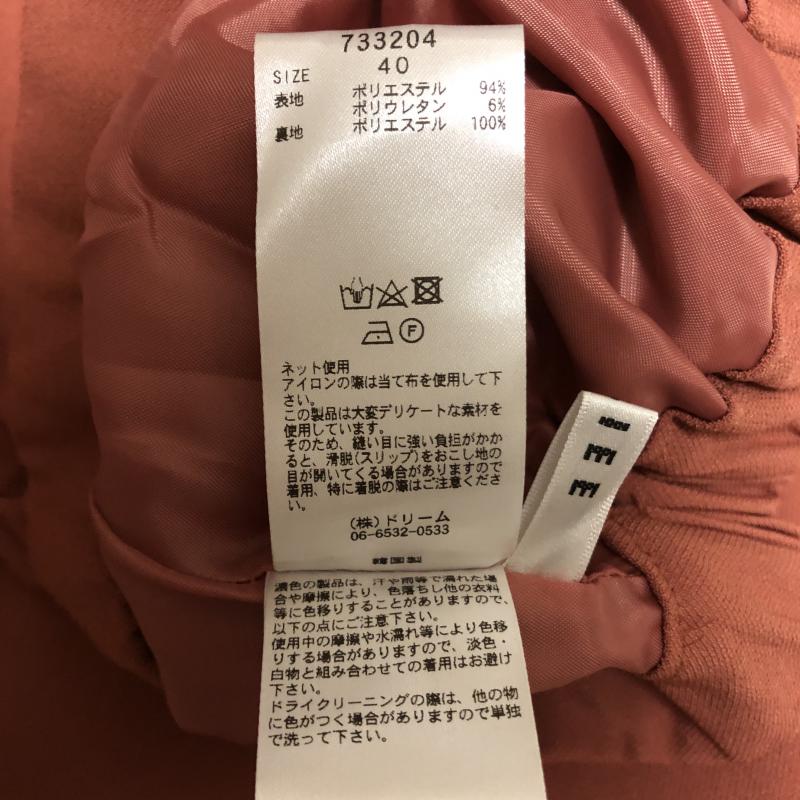 733204
SIZE 40
表地 ポリエステル 94%
ポリウレタン 6%
裏地 ポリエステル 100%
F
ネット使用
アイロンの際は当て布を使用して下
さい。
この製品は大変デリケートな素材を
使用しています。
そのため、縫い目に強い負担がかか
ると、滑脱(スリップ)をおこし地の
目が開いてくる場合がありますので
着用、特に着脱の際はご注意くださ
い。
(株)ドリーム
06-6532-0533
濃色の製品は、汗や雨等で濡れた場
合や摩擦により、色落ちし他の衣料
等に色移りすることがありますので、
以下の点にご注意下さい。
使用中の摩擦や水濡れ等により色移
りする場合がありますので、淡色・
白物と組み合わせての着用はお避け
下さい。
ドライクリーニングの際は、他の物
に色がつく場合がありますので単独
で洗って下さい。